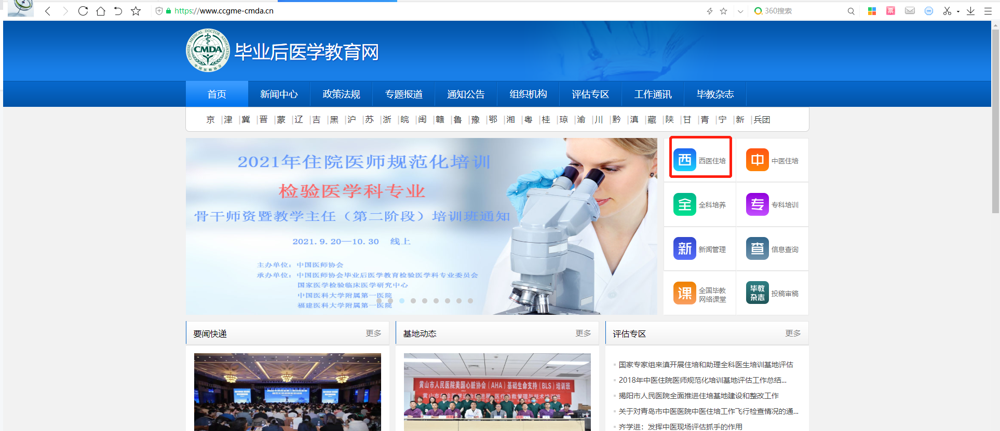 https://www.ccgme-cmda.cn
360搜索
票
CHINESE MEDICAL DOCTOR ASSOCIATION
CMDA
中国医师协会
毕业后医学教育网
首页 新闻中心 政策法规 专题报道 通知公告 组织机构 评估专区 工作通讯 毕教杂志
京 | 津 | 冀 | 晋 | 蒙 | 辽 | 吉 | 黑 | 沪 | 苏 | 浙 | 皖 | 闽 | 赣 | 鲁 | 豫 | 鄂 | 湘 | 粤 | 桂 | 琼 | 渝 | 川 | 黔 | 滇 | 藏 | 陕 | 甘 | 青 | 宁 | 新 | 兵团
2021年住院医师规范化培训
检验医学科专业
骨干师资暨教学主任（第二阶段）培训班通知
2021.9.20—10.30 线上
主办单位：中国医师协会
承办单位：中国医师协会毕业后医学教育检验医学科专业委员会
国家医学检验临床医学研究中心
中国医科大学附属第一医院
福建医科大学附属第一医院
西 西医住培
中 中医住培
全 全科培养
专 专科培训
新 新闻管理
查 信息查询
课 全国毕教
网络课堂
毕教
杂志 投稿审稿
要闻快递 更多
基地动态 更多
黄山市人民医院美国心脏协会（AHA）基础生命支持（BLS）培训班
评估专区 更多
国家专家组来滇开展住培和助理全科医生培训基地评估
2018年中医住院医师规范化培训基地评估工作总结...
揭阳市人民医院全面推进住培基地建设和整改工作
关于对青岛市中医医院中医住培工作飞行检查情况的通...
齐学进：发挥中医现场评估抓手的作用